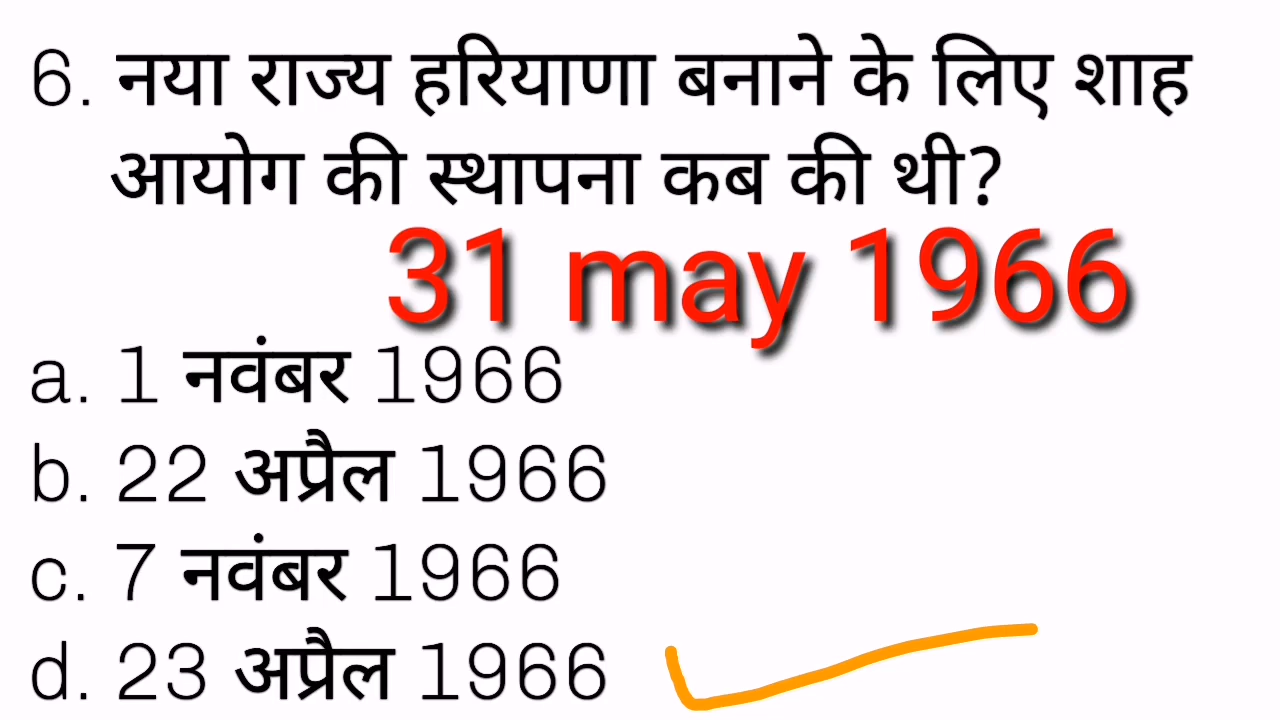 6. नया राज्य हरियाणा बनाने के लिए शाह
आयोग की स्थापना कब की थी?
31 may 1966
a. 1 नवंबर 1966
b. 22 अप्रैल 1966
c. 7 नवंबर 1966
d. 23 अप्रैल 1966